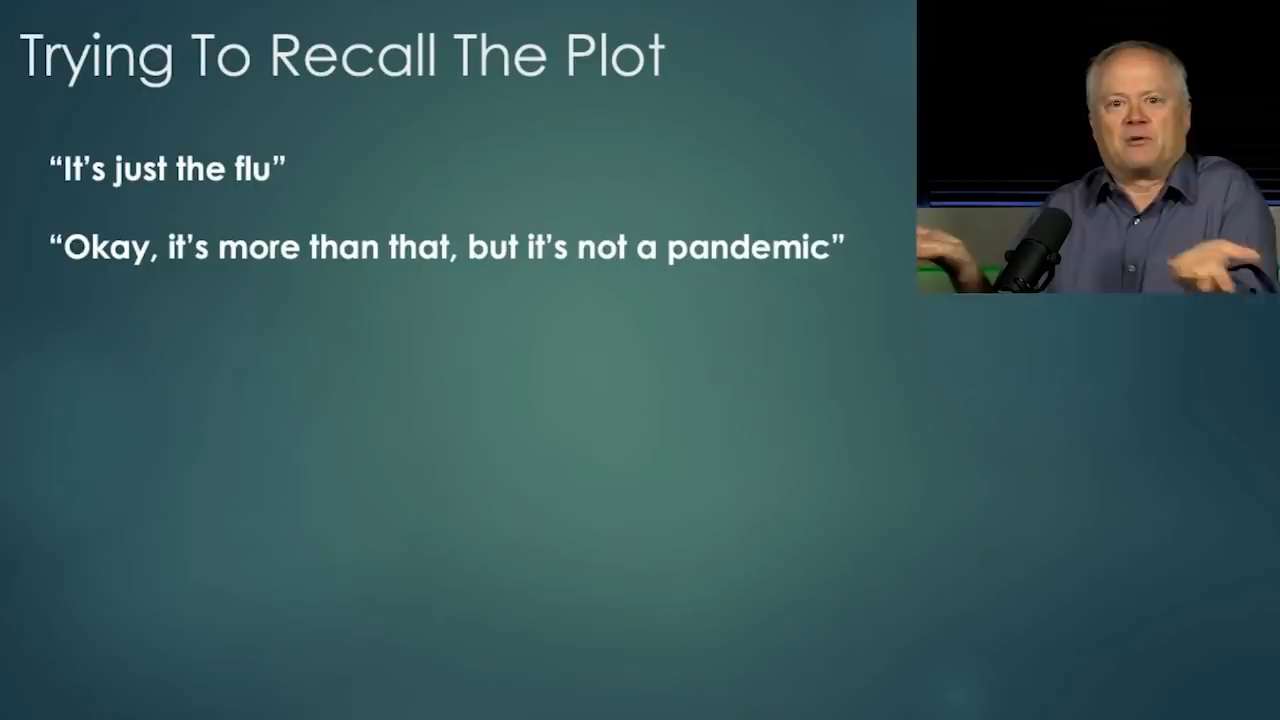 Trying To Recall The Plot
“It’s just the flu”
“Okay, it’s more than that, but it’s not a pandemic”